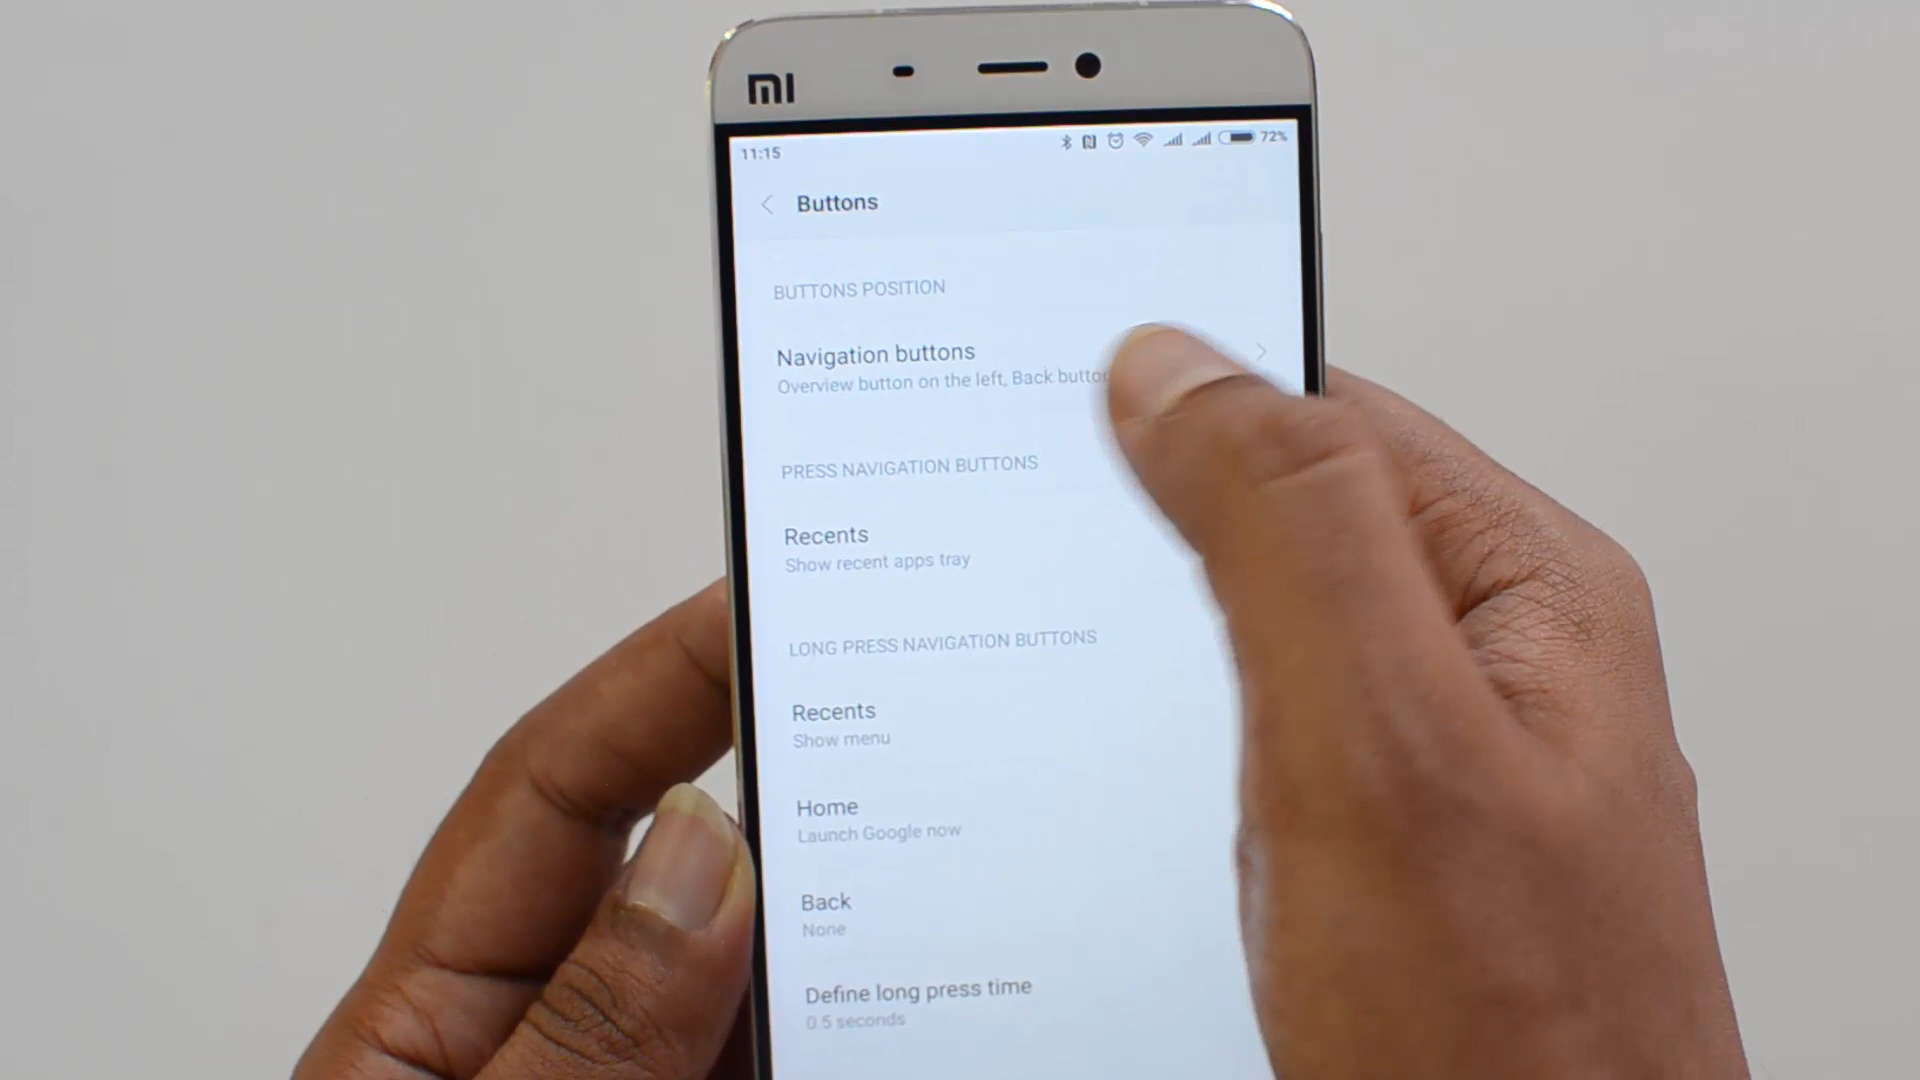 mi
11:15
72%
Buttons
BUTTONS POSITION
Navigation buttons
Overview button on the left, Back
PRESS NAVIGATION BUTTONS
Recents
Show recent apps tray
LONG PRESS NAVIGATION BUTTONS
Recents
Show menu
Home
Launch Google now
Back
None
Define long press time
0.5 seconds